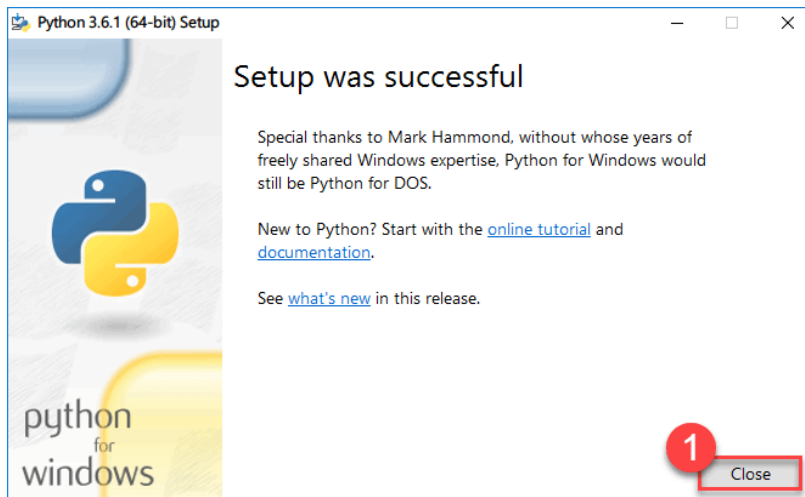 Python 3.6.1 (64-bit) Setup
Setup was successful
Special thanks to Mark Hammond, without whose years of
freely shared Windows expertise, Python for Windows would
still be Python for DOS.
New to Python? Start with the online tutorial and
documentation.
See what's new in this release.
python
for
windows
1
Close